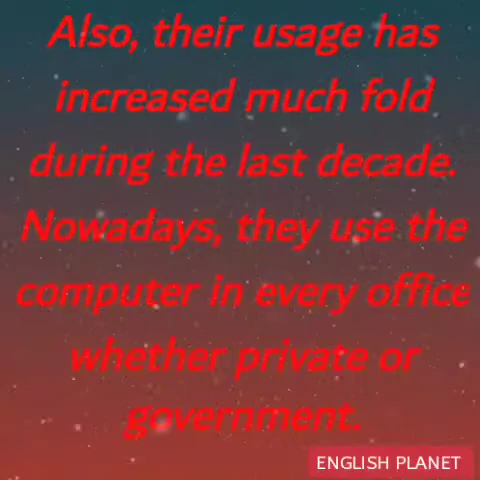 Also, their usage has
increased much fold
during the last decade.
Nowadays, they use the
computer in every office
whether private or
government.
ENGLISH PLANET